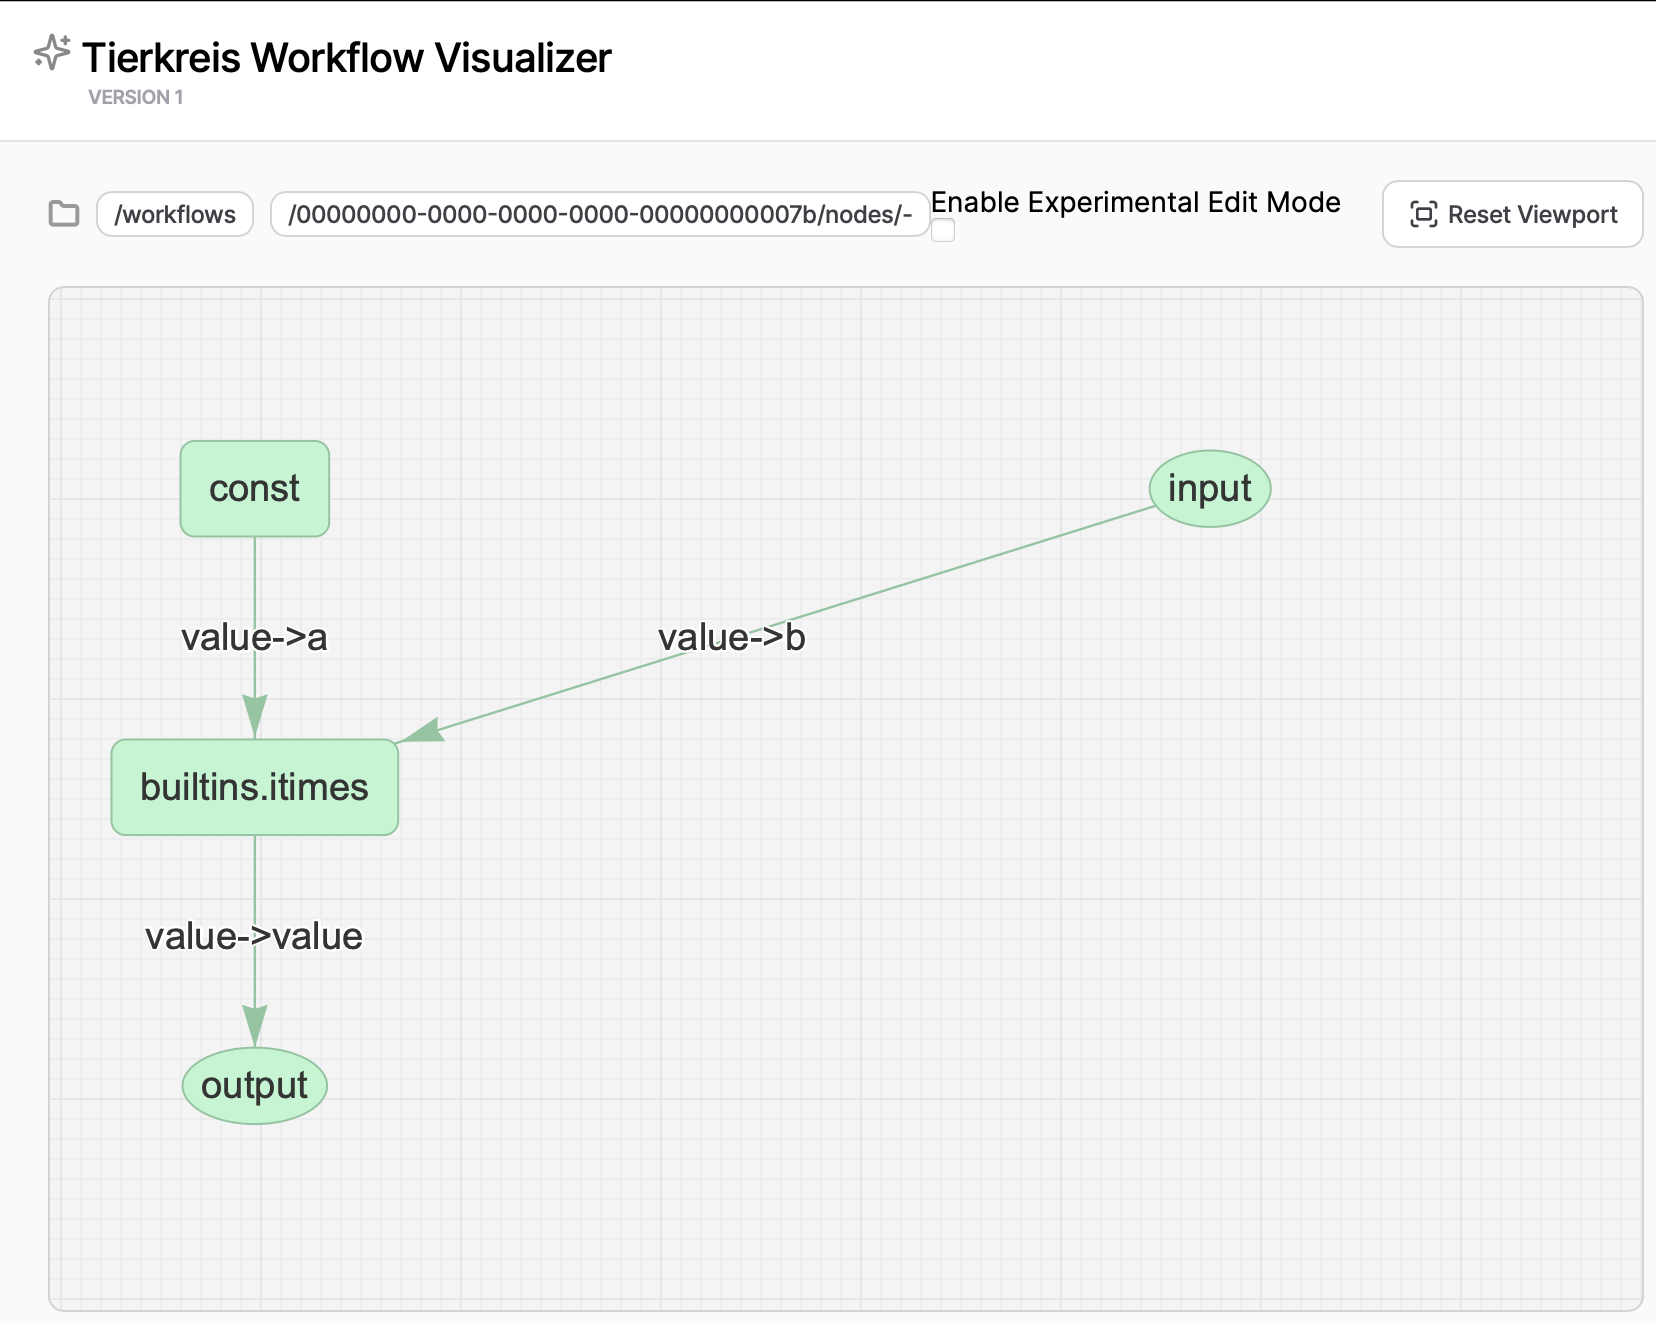 Tierkreis Workflow Visualizer
VERSION 1
/workflows
/00000000-0000-0000-0000-00000000007b/nodes/-
Enable Experimental Edit Mode
Reset Viewport
const
input
value->a
value->b
builtins.itimes
value->value
output